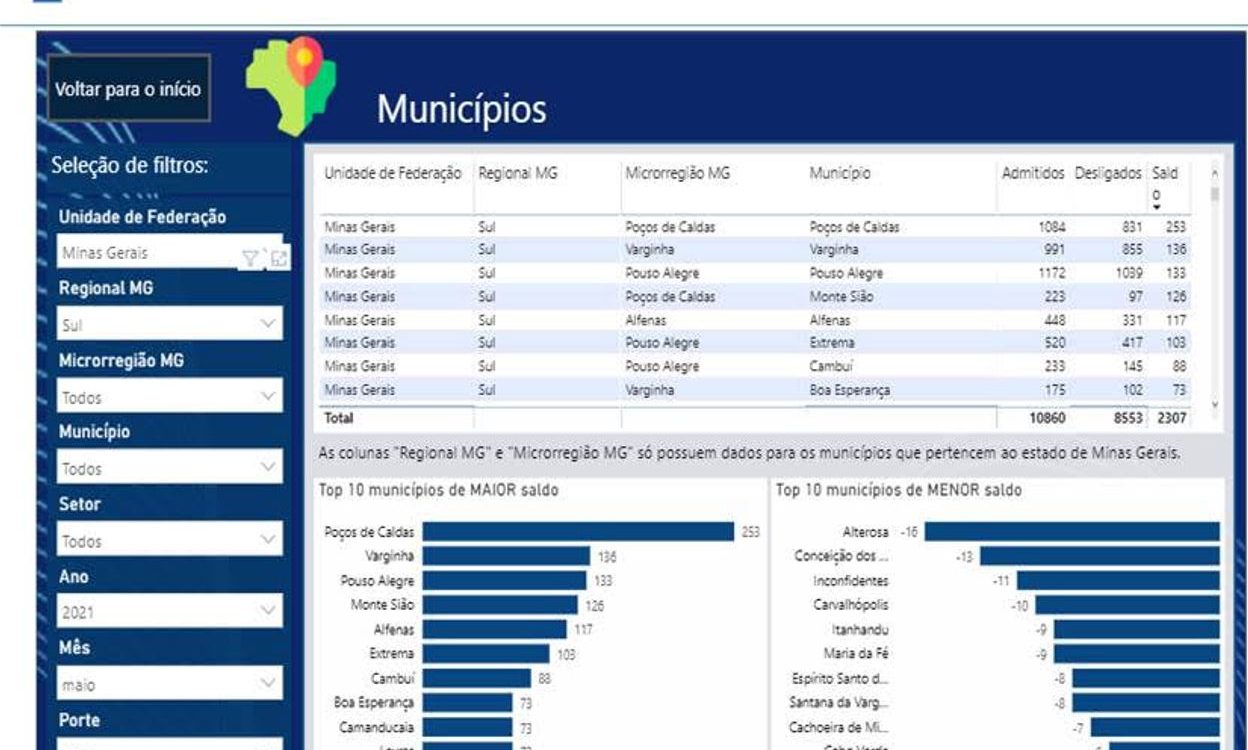 Voltar para o início
Municípios
Seleção de filtros:
Unidade de Federação
Minas Gerais
Regional MG
Sul
Microrregião MG
Todos
Município
Todos
Setor
Todos
Ano
2021
Mês
maio
Porte
Unidade de Federação Regional MG Microrregião MG Município Admitidos Desligados Sald
o
Minas Gerais Sul Poços de Caldas Poços de Caldas 1084 831 253
Minas Gerais Sul Varginha Varginha 991 855 136
Minas Gerais Sul Pouso Alegre Pouso Alegre 1172 1039 133
Minas Gerais Sul Poços de Caldas Monte Sião 223 97 126
Minas Gerais Sul Alfenas Alfenas 448 331 117
Minas Gerais Sul Pouso Alegre Extrema 520 417 103
Minas Gerais Sul Pouso Alegre Cambuí 233 145 88
Minas Gerais Sul Varginha Boa Esperança 175 102 73
Total 10860 8553 2307
As colunas "Regional MG" e "Microrregião MG" só possuem dados para os municípios que pertencem ao estado de Minas Gerais.
Top 10 municípios de MAIOR saldo
Poços de Caldas 253
Varginha 136
Pouso Alegre 133
Monte Sião 126
Alfenas 117
Extrema 103
Cambuí 88
Boa Esperança 73
Camanducaia 73
Top 10 municípios de MENOR saldo
Alterosa -16
Conceição dos ... -13
Inconfidentes -11
Carvalhópolis -10
Itanhandu -9
Maria da Fé -9
Espírito Santo d... -8
Santana da Varg... -8
Cachoeira de Mi... -7
Cabo Verde